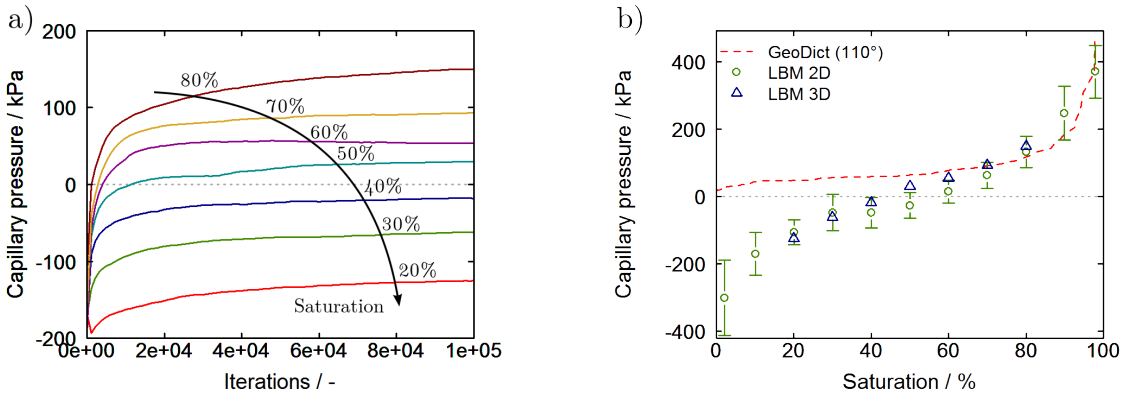 a)
Capillary pressure / kPa
200
100
0
-100
-200
80%
70%
60%
50%
40%
30%
20%
Saturation
0e+00 2e+04 4e+04 6e+04 8e+04 1e+05
Iterations / -
b)
Capillary pressure / kPa
400
200
0
-200
-400
GeoDict (110°)
LBM 2D
LBM 3D
0 20 40 60 80 100
Saturation / %